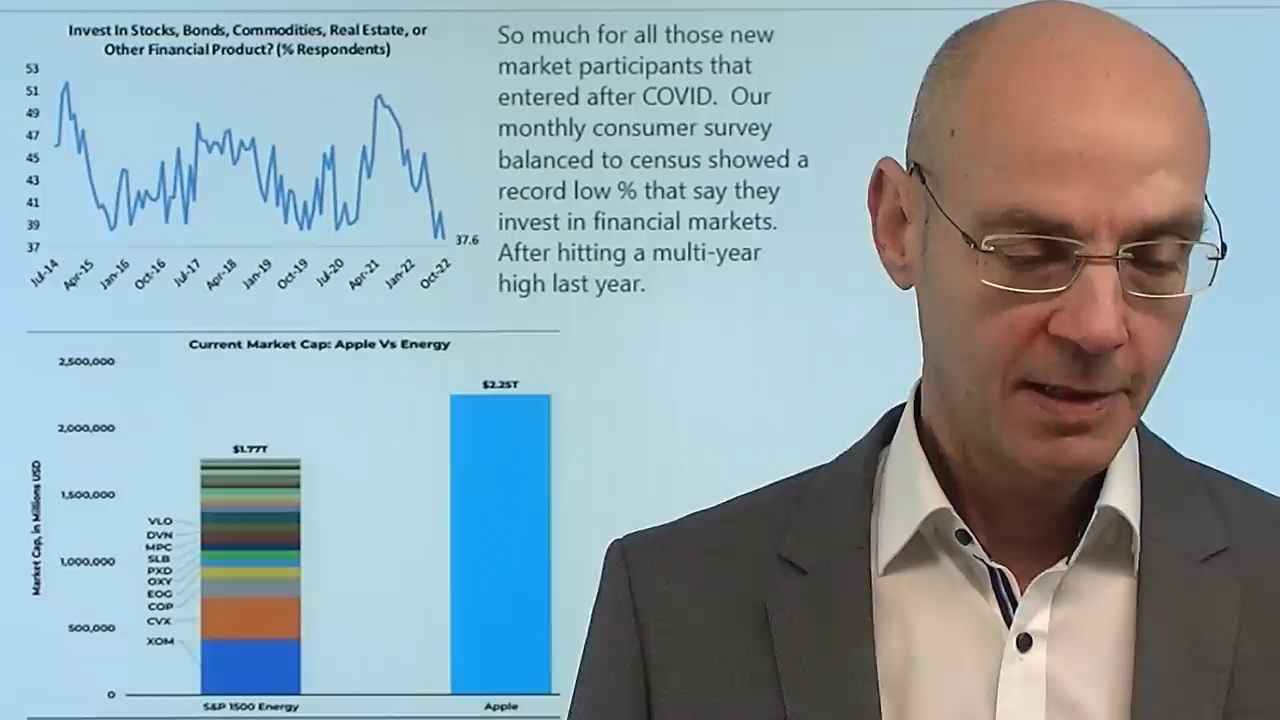 Invest In Stocks, Bonds, Commodities, Real Estate, or
Other Financial Product? (% Respondents)
53
51
49
47
45
43
41
39
37
37.6
Jul-14
Apr-15
Jan-16
Oct-16
Jul-17
Apr-18
Jan-19
Oct-19
Jul-20
Apr-21
Jan-22
Oct-22
So much for all those new
market participants that
entered after COVID. Our
monthly consumer survey
balanced to census showed a
record low % that say they
invest in financial markets.
After hitting a multi-year
high last year.
Current Market Cap: Apple Vs Energy
Market Cap, in Millions USD
2,500,000
2,000,000
1,500,000
1,000,000
500,000
0
$1.77T
$2.25T
VLO
DVN
MPC
SLB
PXD
OXY
EOG
COP
CVX
XOM
S&P 1500 Energy
Apple